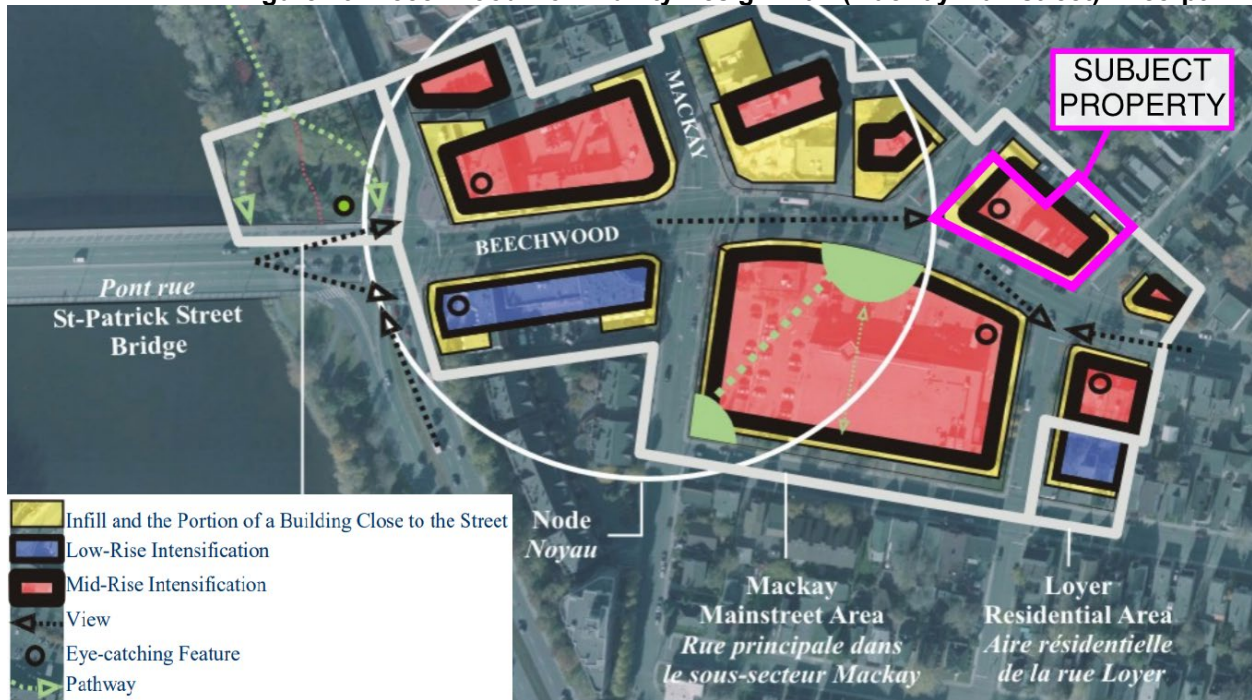 SUBJECT
PROPERTY
MACKAY
BEECHWOOD
Pont rue
St-Patrick Street
Bridge
Node
Noyau
Mackay
Mainstreet Area
Rue principale dans
le sous-secteur Mackay
Loyer
Residential Area
Aire résidentielle
de la rue Loyer
Infill and the Portion of a Building Close to the Street
Low-Rise Intensification
Mid-Rise Intensification
View
Eye-catching Feature
Pathway